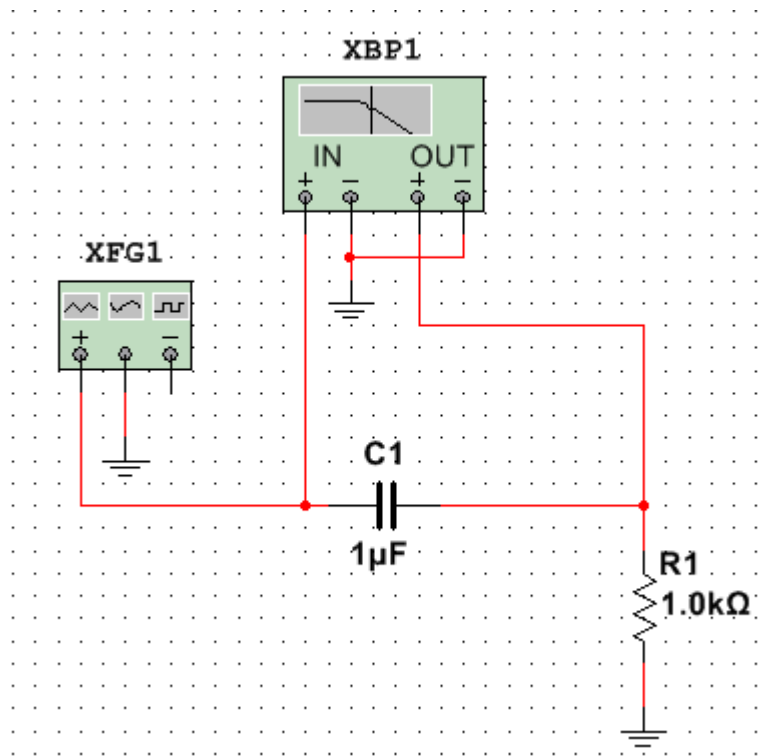 XBP1
IN OUT
+ − + −
XFG1
+ −
C1
1µF
R1
1.0kΩ